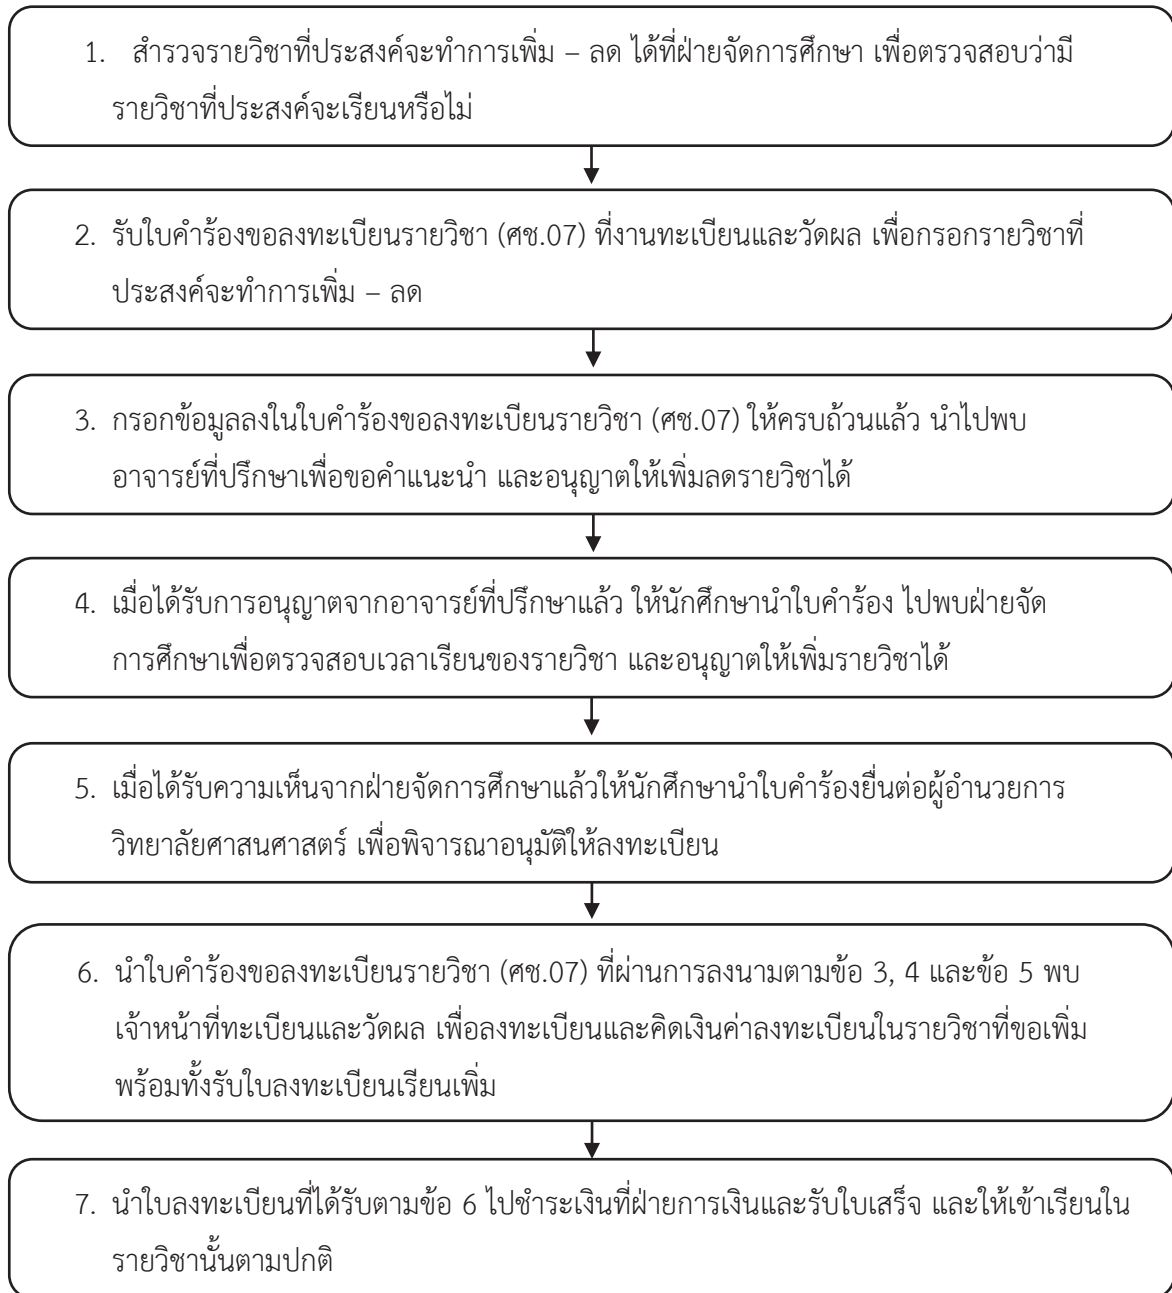 1. สำรวจรายวิชาที่ประสงค์จะทำการเพิ่ม – ลด ได้ที่ฝ่ายจัดการศึกษา เพื่อตรวจสอบว่ามี
รายวิชาที่ประสงค์จะเรียนหรือไม่
2. รับใบคำร้องขอลงทะเบียนรายวิชา (ศช.07) ที่งานทะเบียนและวัดผล เพื่อกรอกรายวิชาที่
ประสงค์จะทำการเพิ่ม – ลด
3. กรอกข้อมูลลงในใบคำร้องขอลงทะเบียนรายวิชา (ศช.07) ให้ครบถ้วนแล้ว นำไปพบ
อาจารย์ที่ปรึกษาเพื่อขอคำแนะนำ และอนุญาตให้เพิ่มลดรายวิชาได้
4. เมื่อได้รับการอนุญาตจากอาจารย์ที่ปรึกษาแล้ว ให้นักศึกษานำใบคำร้อง ไปพบฝ่ายจัด
การศึกษาเพื่อตรวจสอบเวลาเรียนของรายวิชา และอนุญาตให้เพิ่มรายวิชาได้
5. เมื่อได้รับความเห็นจากฝ่ายจัดการศึกษาแล้วให้นักศึกษานำใบคำร้องยื่นต่อผู้อำนวยการ
วิทยาลัยศาสนศาสตร์ เพื่อพิจารณาอนุมัติให้ลงทะเบียน
6. นำใบคำร้องขอลงทะเบียนรายวิชา (ศช.07) ที่ผ่านการลงนามตามข้อ 3, 4 และข้อ 5 พบ
เจ้าหน้าที่ทะเบียนและวัดผล เพื่อลงทะเบียนและคิดเงินค่าลงทะเบียนในรายวิชาที่ขอเพิ่ม
พร้อมทั้งรับใบลงทะเบียนเรียนเพิ่ม
7. นำใบลงทะเบียนที่ได้รับตามข้อ 6 ไปชำระเงินที่ฝ่ายการเงินและรับใบเสร็จ และให้เข้าเรียนใน
รายวิชานั้นตามปกติ